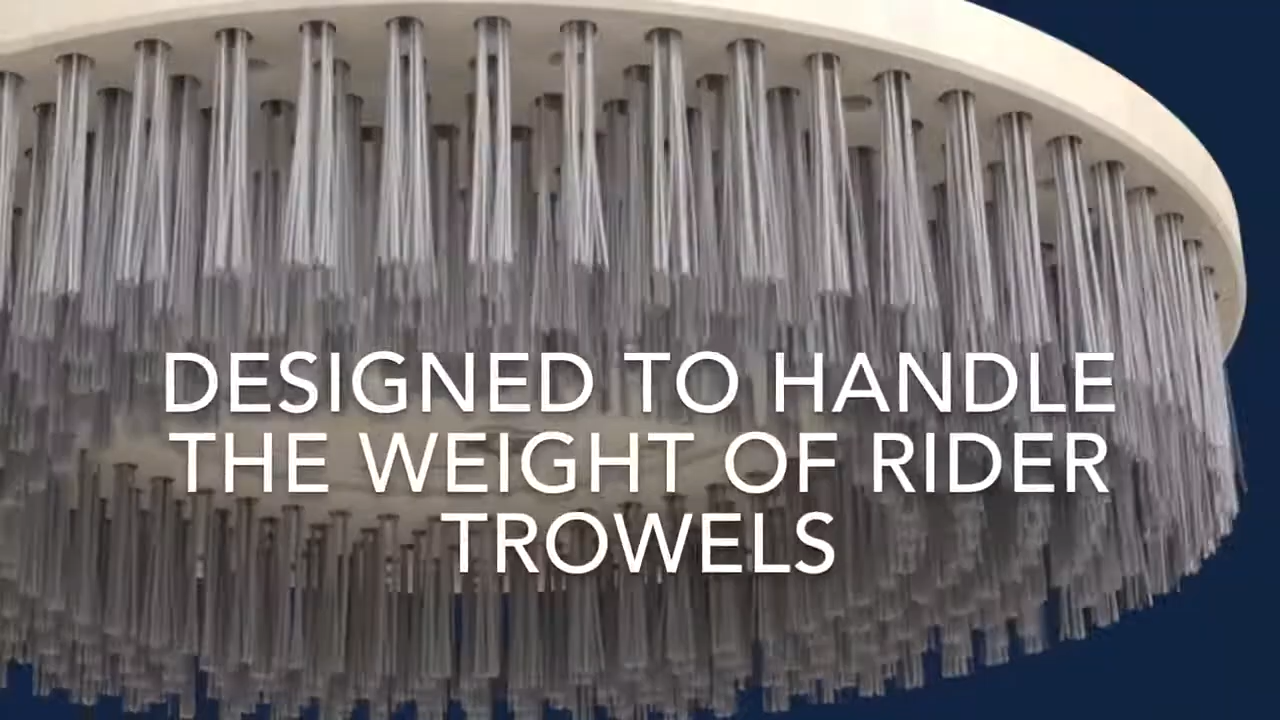 DESIGNED TO HANDLE
THE WEIGHT OF RIDER
TROWELS